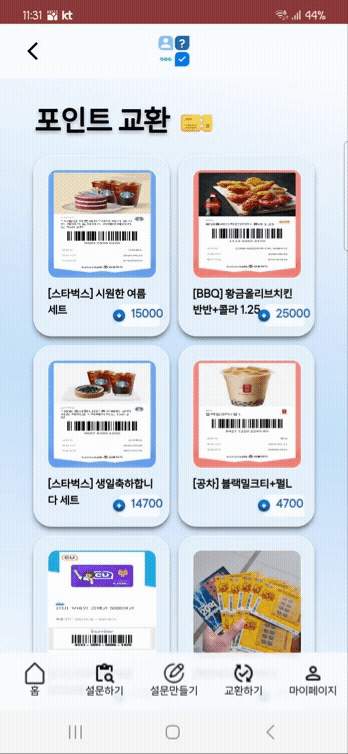 11:31 kt 44%
포인트 교환
[스타벅스] 시원한 여름
세트
15000
[BBQ] 황금올리브치킨
반반+콜라 1.25
25000
[스타벅스] 생일축하합니
다 세트
14700
[공차] 블랙밀크티+펄L
4700
CU
홈 설문하기 설문만들기 교환하기 마이페이지